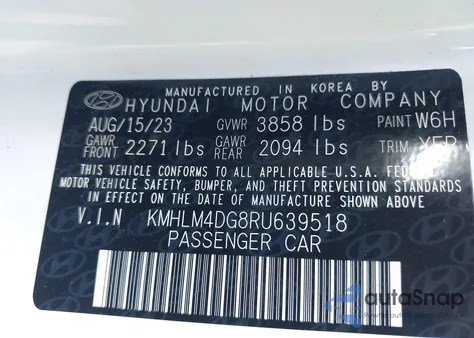 MANUFACTURED IN KOREA BY
HYUNDAI MOTOR COMPANY
AUG/15/23 GVWR 3858 lbs PAINT W6H
GAWR FRONT 2271 lbs GAWR REAR 2094 lbs TRIM
THIS VEHICLE CONFORMS TO ALL APPLICABLE U.S.A. FEDERAL
MOTOR VEHICLE SAFETY, BUMPER, AND THEFT PREVENTION STANDARDS
IN EFFECT ON THE DATE OF MANUFACTURE SHOWN ABOVE.
V.I.N KMHLM4DG8RU639518
PASSENGER CAR
autoSnap